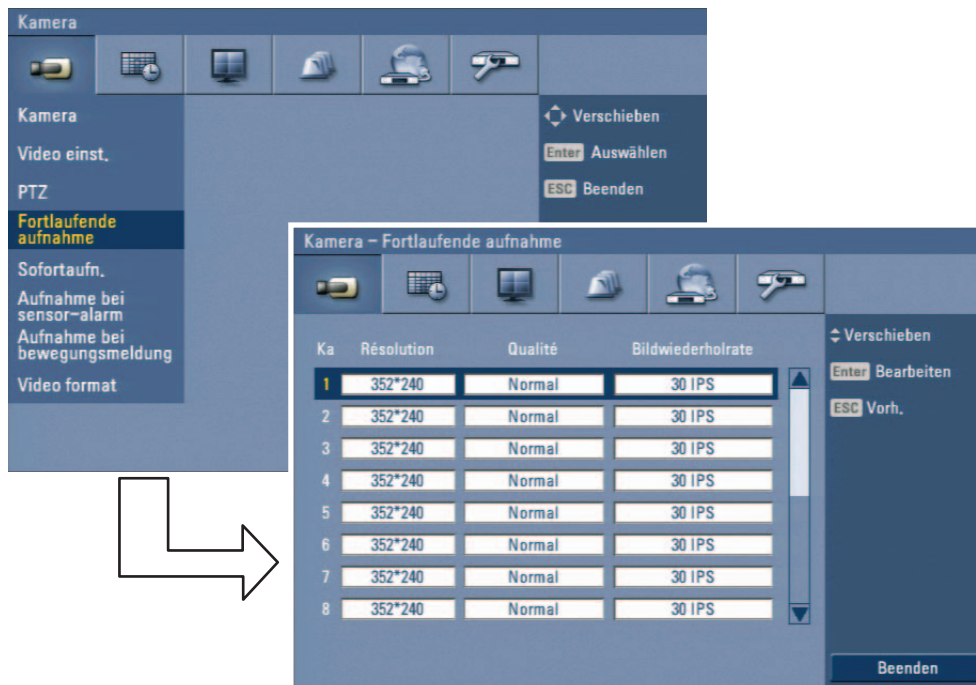 Kamera
Kamera
Video einst.
PTZ
Fortlaufende
aufnahme
Sofortaufn.
Aufnahme bei
sensor-alarm
Aufnahme bei
bewegungsmeldung
Video format
Verschieben
Enter Auswählen
ESC Beenden
Kamera – Fortlaufende aufnahme
Ka Résolution Qualité Bildwiederholrate
1 352*240 Normal 30 IPS
2 352*240 Normal 30 IPS
3 352*240 Normal 30 IPS
4 352*240 Normal 30 IPS
5 352*240 Normal 30 IPS
6 352*240 Normal 30 IPS
7 352*240 Normal 30 IPS
8 352*240 Normal 30 IPS
Verschieben
Enter Bearbeiten
ESC Vorh.
Beenden